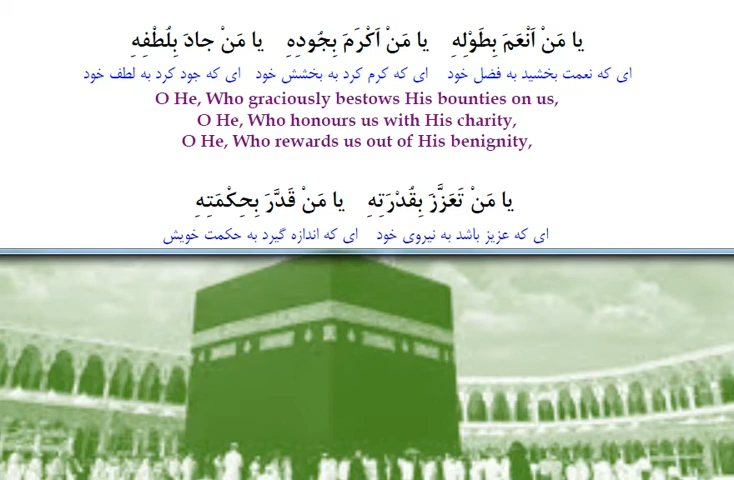 يا مَنْ اَنْعَمَ بِطَوْلِهِ يا مَنْ اَكْرَمَ بِجُودِهِ يا مَنْ جادَ بِلُطْفِهِ
ای که نعمت بخشید به فضل خود ای که کرم کرد به بخشش خود ای که جود کرد به لطف خود
O He, Who graciously bestows His bounties on us,
O He, Who honours us with His charity,
O He, Who rewards us out of His benignity,
يا مَنْ تَعَزَّزَ بِقُدْرَتِهِ يا مَنْ قَدَّرَ بِحِكْمَتِهِ
ای که عزیز باشد به نیروی خود ای که اندازه گیرد به حکمت خویش